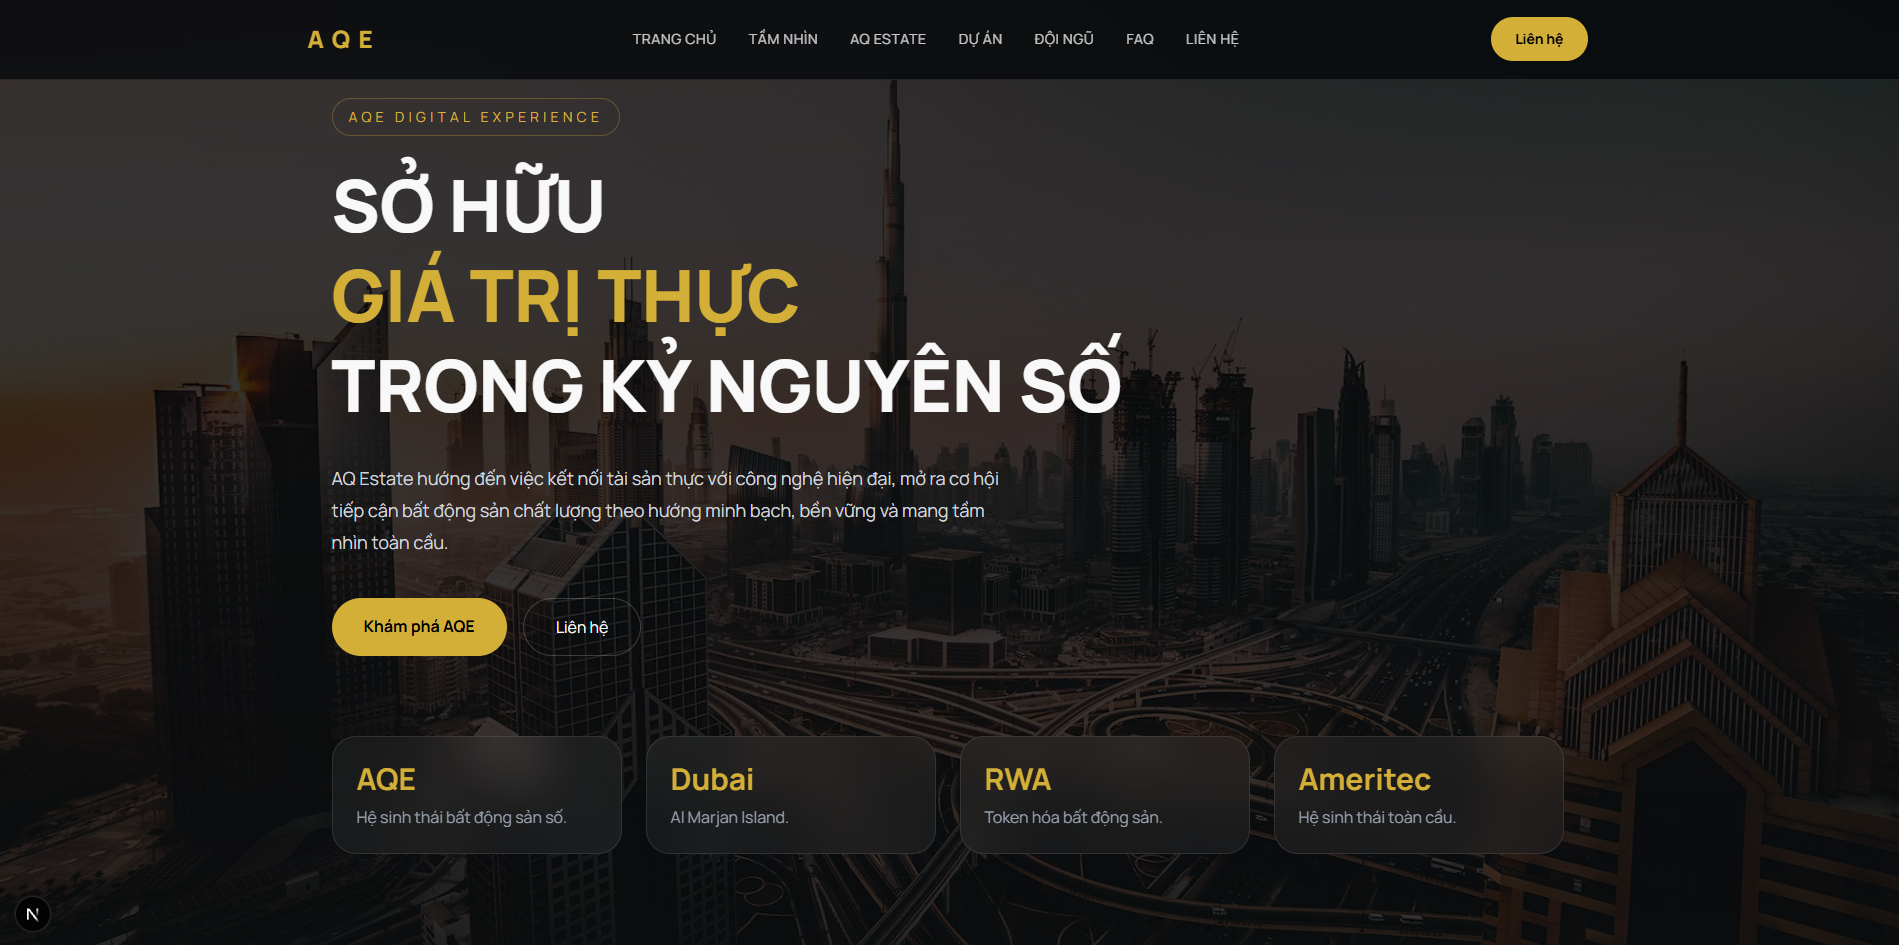 AQE
TRANG CHỦ
TẦM NHÌN
AQ ESTATE
DỰ ÁN
ĐỘI NGŨ
FAQ
LIÊN HỆ
Liên hệ
AQE DIGITAL EXPERIENCE
SỞ HỮU
GIÁ TRỊ THỰC
TRONG KỶ NGUYÊN SỐ
AQ Estate hướng đến việc kết nối tài sản thực với công nghệ hiện đại, mở ra cơ hội
tiếp cận bất động sản chất lượng theo hướng minh bạch, bền vững và mang tầm
nhìn toàn cầu.
Khám phá AQE
Liên hệ
AQE
Hệ sinh thái bất động sản số.
Dubai
Al Marjan Island.
RWA
Token hóa bất động sản.
Ameritec
Hệ sinh thái toàn cầu.
N